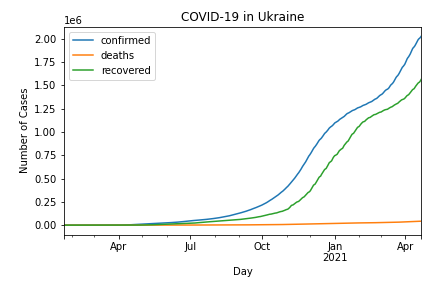 COVID-19 in Ukraine
1e6
confirmed
deaths
recovered
2.00
1.75
1.50
1.25
1.00
0.75
0.50
0.25
0.00
Number of Cases
Apr Jul Oct Jan Apr
2021
Day